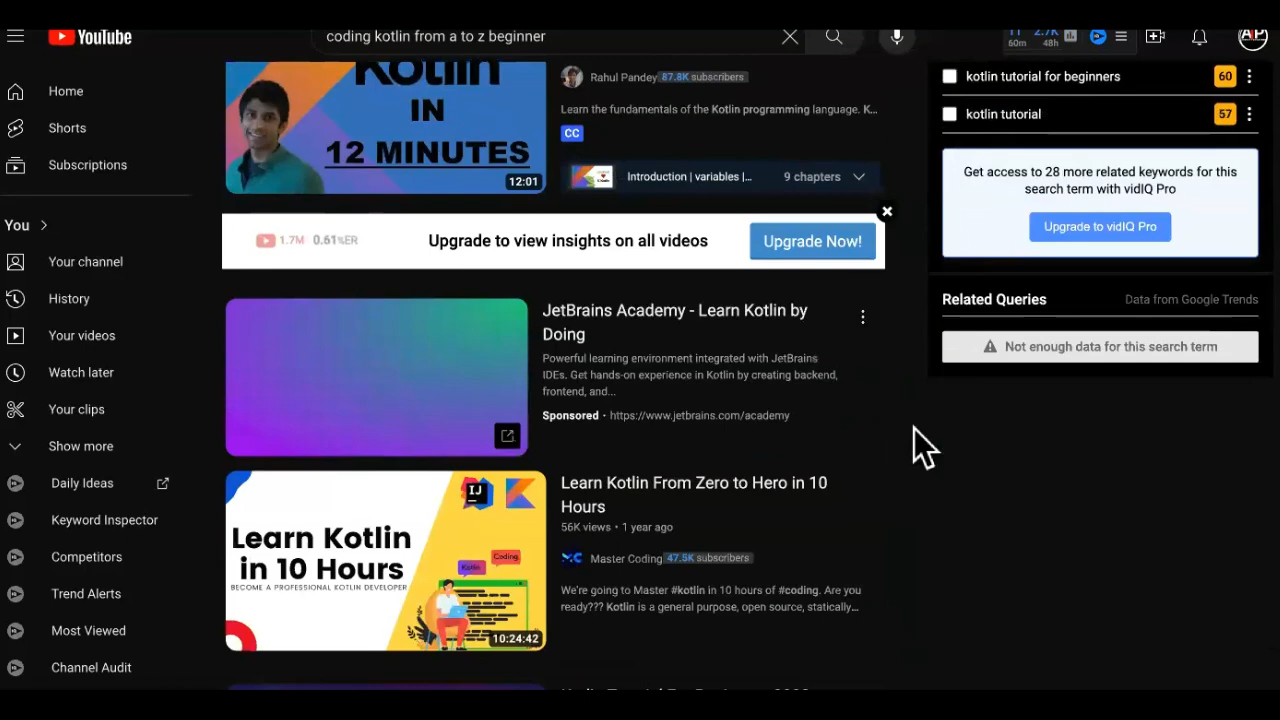 YouTube
coding kotlin from a to z beginner
11
2.7K
60m
48h
Home
Shorts
Subscriptions
You
Your channel
History
Your videos
Watch later
Your clips
Show more
Daily Ideas
Keyword Inspector
Competitors
Trend Alerts
Most Viewed
Channel Audit
Kotlin
IN
12 MINUTES
12:01
Rahul Pandey 87.8K subscribers
Learn the fundamentals of the Kotlin programming language. K...
CC
Introduction | variables |... 9 chapters
1.7M 0.61%ER
Upgrade to view insights on all videos
Upgrade Now!
JetBrains Academy - Learn Kotlin by
Doing
Powerful learning environment integrated with JetBrains
IDEs. Get hands-on experience in Kotlin by creating backend,
frontend, and...
Sponsored · https://www.jetbrains.com/academy
IJ
Learn Kotlin
in 10 Hours
BECOME A PROFESSIONAL KOTLIN DEVELOPER
Coding
Kotlin
10:24:42
Learn Kotlin From Zero to Hero in 10
Hours
56K views · 1 year ago
Master Coding 47.5K subscribers
We're going to Master #kotlin in 10 hours of #coding. Are you
ready??? Kotlin is a general purpose, open source, statically...
kotlin tutorial for beginners 60
kotlin tutorial 57
Get access to 28 more related keywords for this
search term with vidIQ Pro
Upgrade to vidIQ Pro
Related Queries Data from Google Trends
Not enough data for this search term